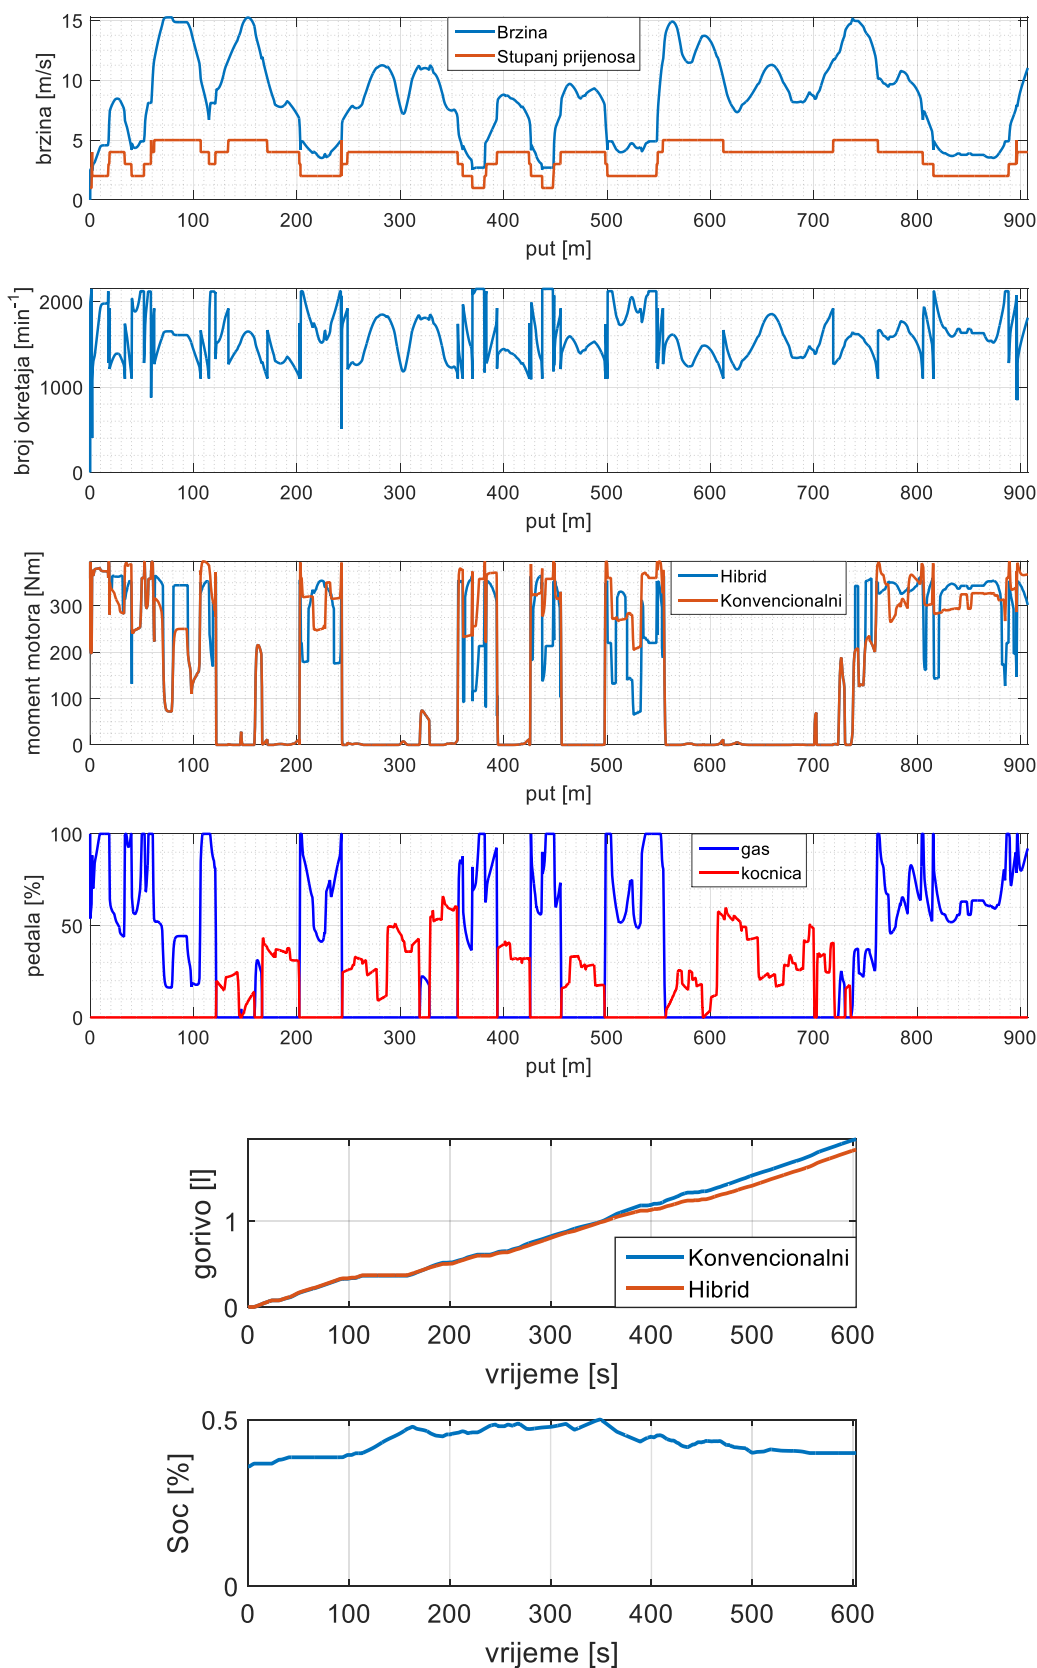 brzina [m/s]
15
10
5
0
Brzina
Stupanj prijenosa
0 100 200 300 400 500 600 700 800 900
put [m]
broj okretaja [min-1]
2000
1000
0
0 100 200 300 400 500 600 700 800 900
put [m]
moment motora [Nm]
300
200
100
0
Hibrid
Konvencionalni
0 100 200 300 400 500 600 700 800 900
put [m]
pedala [%]
100
50
0
gas
kocnica
0 100 200 300 400 500 600 700 800 900
put [m]
gorivo [l]
1
0
Konvencionalni
Hibrid
0 100 200 300 400 500 600
vrijeme [s]
Soc [%]
0.5
0
0 100 200 300 400 500 600
vrijeme [s]